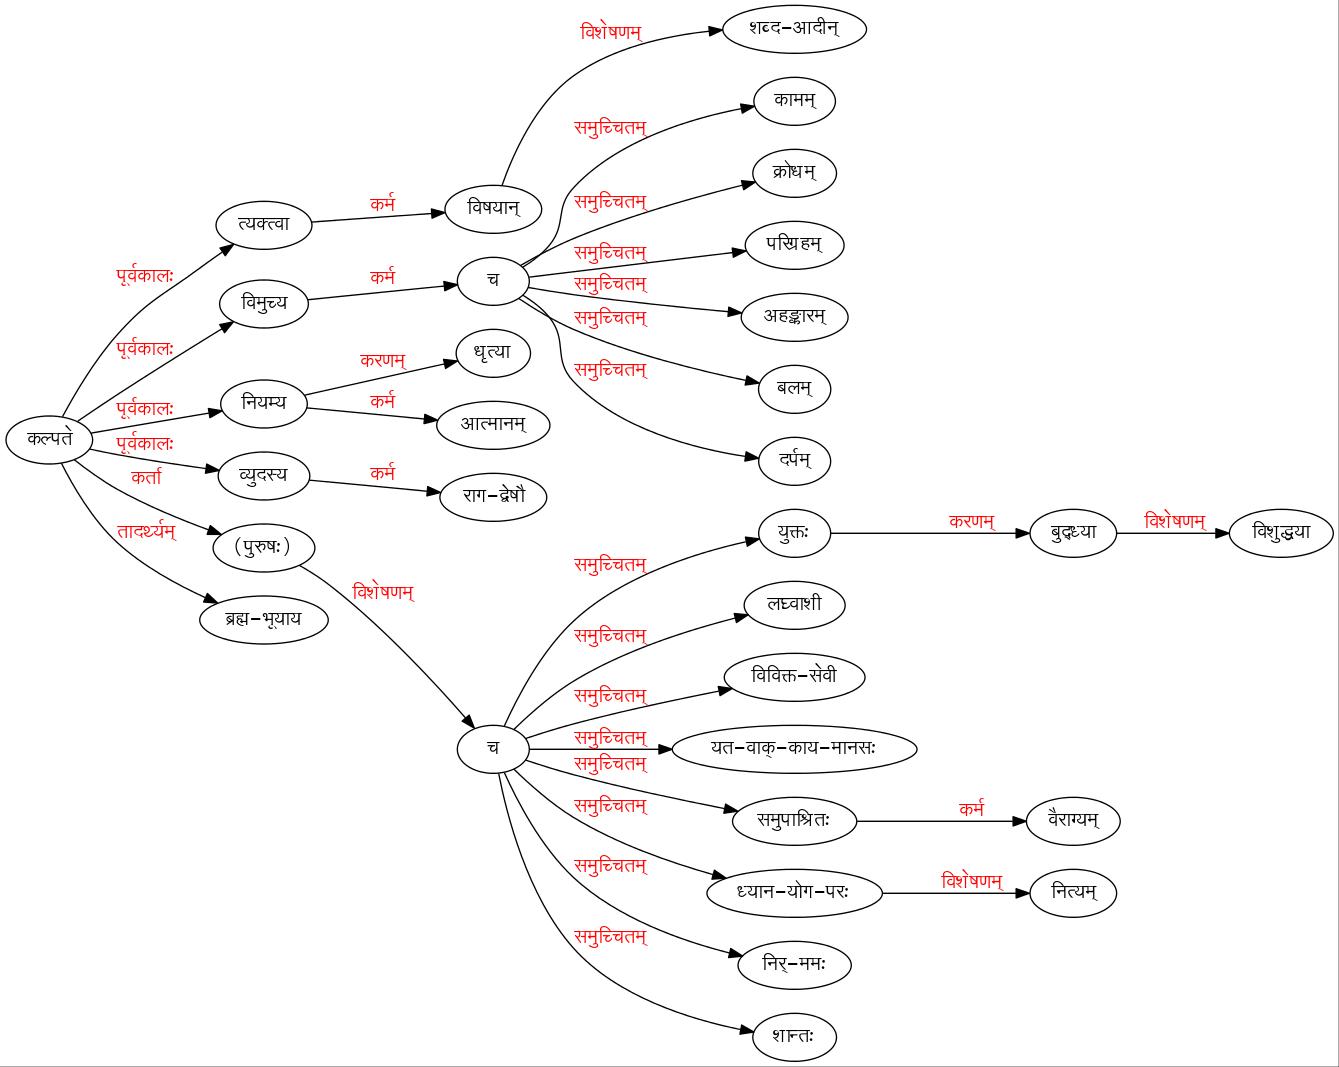 विशेषणम्
शब्द-आदीन्
कामम्
समुच्चितम्
क्रोधम्
त्यक्त्वा
कर्म
विषयान्
समुच्चितम्
परिग्रहम्
पूर्वकालः
विमुच्य
कर्म
च
समुच्चितम्
समुच्चितम्
अहङ्कारम्
समुच्चितम्
पूर्वकालः
करणम्
धृत्या
समुच्चितम्
बलम्
पूर्वकालः
नियम्य
कर्म
आत्मानम्
कल्पते
पूर्वकालः
व्युदस्य
कर्म
राग-द्वेषौ
दर्पम्
कर्ता
तादर्थ्यम्
(पुरुषः)
समुच्चितम्
युक्तः
करणम्
बुद्ध्या
विशेषणम्
विशुद्धया
विशेषणम्
ब्रह्म-भूयाय
समुच्चितम्
लघ्वाशी
समुच्चितम्
विविक्त-सेवी
च
समुच्चितम्
यत-वाक्-काय-मानसः
समुच्चितम्
समुपाश्रितः
कर्म
वैराग्यम्
समुच्चितम्
ध्यान-योग-परः
विशेषणम्
नित्यम्
समुच्चितम्
निर्-ममः
समुच्चितम्
शान्तः